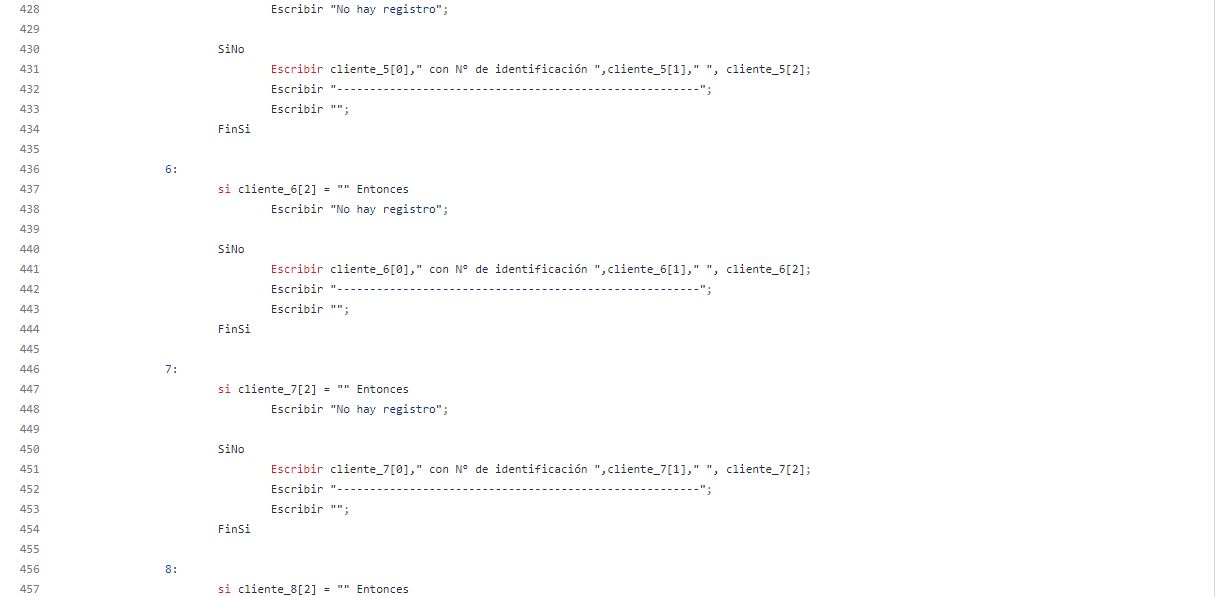 428 Escribir "No hay registro";
429
430 SiNo
431 Escribir cliente_5[0]," con Nº de identificación ",cliente_5[1]," ", cliente_5[2];
432 Escribir "-------------------------------------------------------";
433 Escribir "";
434 FinSi
435
436 6:
437 si cliente_6[2] = "" Entonces
438 Escribir "No hay registro";
439
440 SiNo
441 Escribir cliente_6[0]," con Nº de identificación ",cliente_6[1]," ", cliente_6[2];
442 Escribir "-------------------------------------------------------";
443 Escribir "";
444 FinSi
445
446 7:
447 si cliente_7[2] = "" Entonces
448 Escribir "No hay registro";
449
450 SiNo
451 Escribir cliente_7[0]," con Nº de identificación ",cliente_7[1]," ", cliente_7[2];
452 Escribir "-------------------------------------------------------";
453 Escribir "";
454 FinSi
455
456 8:
457 si cliente_8[2] = "" Entonces